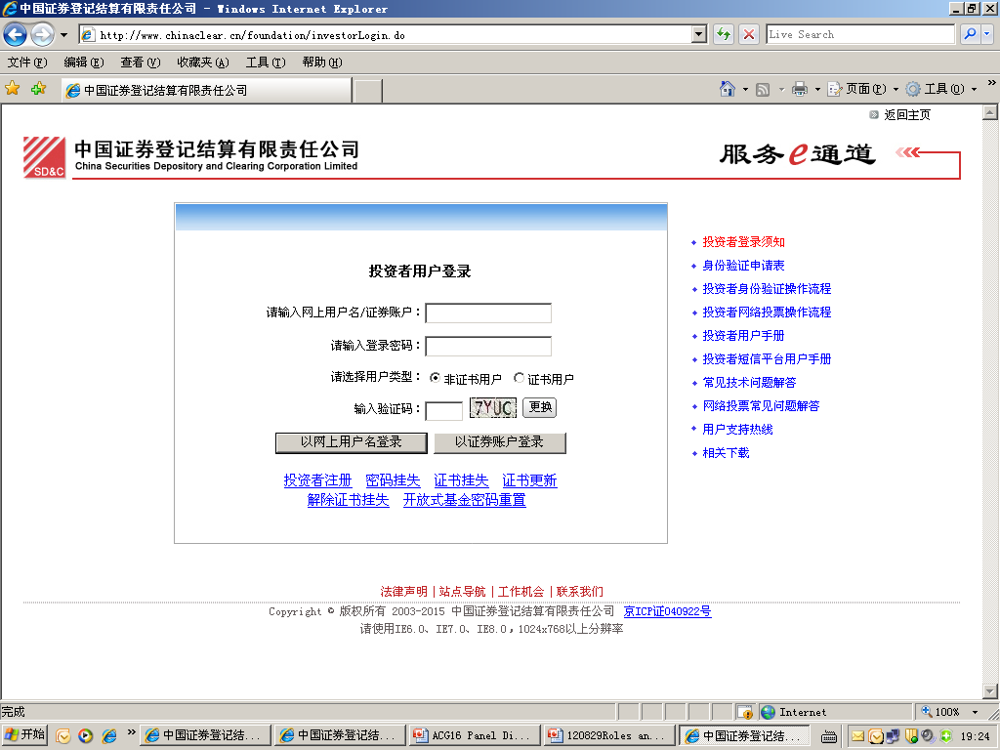 中国证券登记结算有限责任公司 - Windows Internet Explorer
http://www.chinaclear.cn/foundation/investorLogin.do
Live Search
文件(F) 编辑(E) 查看(V) 收藏夹(A) 工具(T) 帮助(H)
中国证券登记结算有限责任公司
页面(P) 工具(O) »
返回主页
SD&C
中国证券登记结算有限责任公司
China Securities Depository and Clearing Corporation Limited
服务e通道
投资者用户登录
请输入网上用户名/证券账户：
请输入登录密码：
请选择用户类型： 非证书用户 证书用户
输入验证码： 7YUC 更换
以网上用户名登录 以证券账户登录
投资者注册 密码挂失 证书挂失 证书更新
解除证书挂失 开放式基金密码重置
投资者登录须知
身份验证申请表
投资者身份验证操作流程
投资者网络投票操作流程
投资者用户手册
投资者短信平台用户手册
常见技术问题解答
网络投票常见问题解答
用户支持热线
相关下载
法律声明 | 站点导航 | 工作机会 | 联系我们
Copyright © 版权所有 2003-2015 中国证券登记结算有限责任公司 京ICP证040922号
请使用IE6.0、IE7.0、IE8.0，1024x768以上分辨率
完成 Internet 100%
开始 » 中国证券登记结... 中国证券登记结... ACG16 Panel Di... 120829Roles an... 中国证券登记结... 19:24